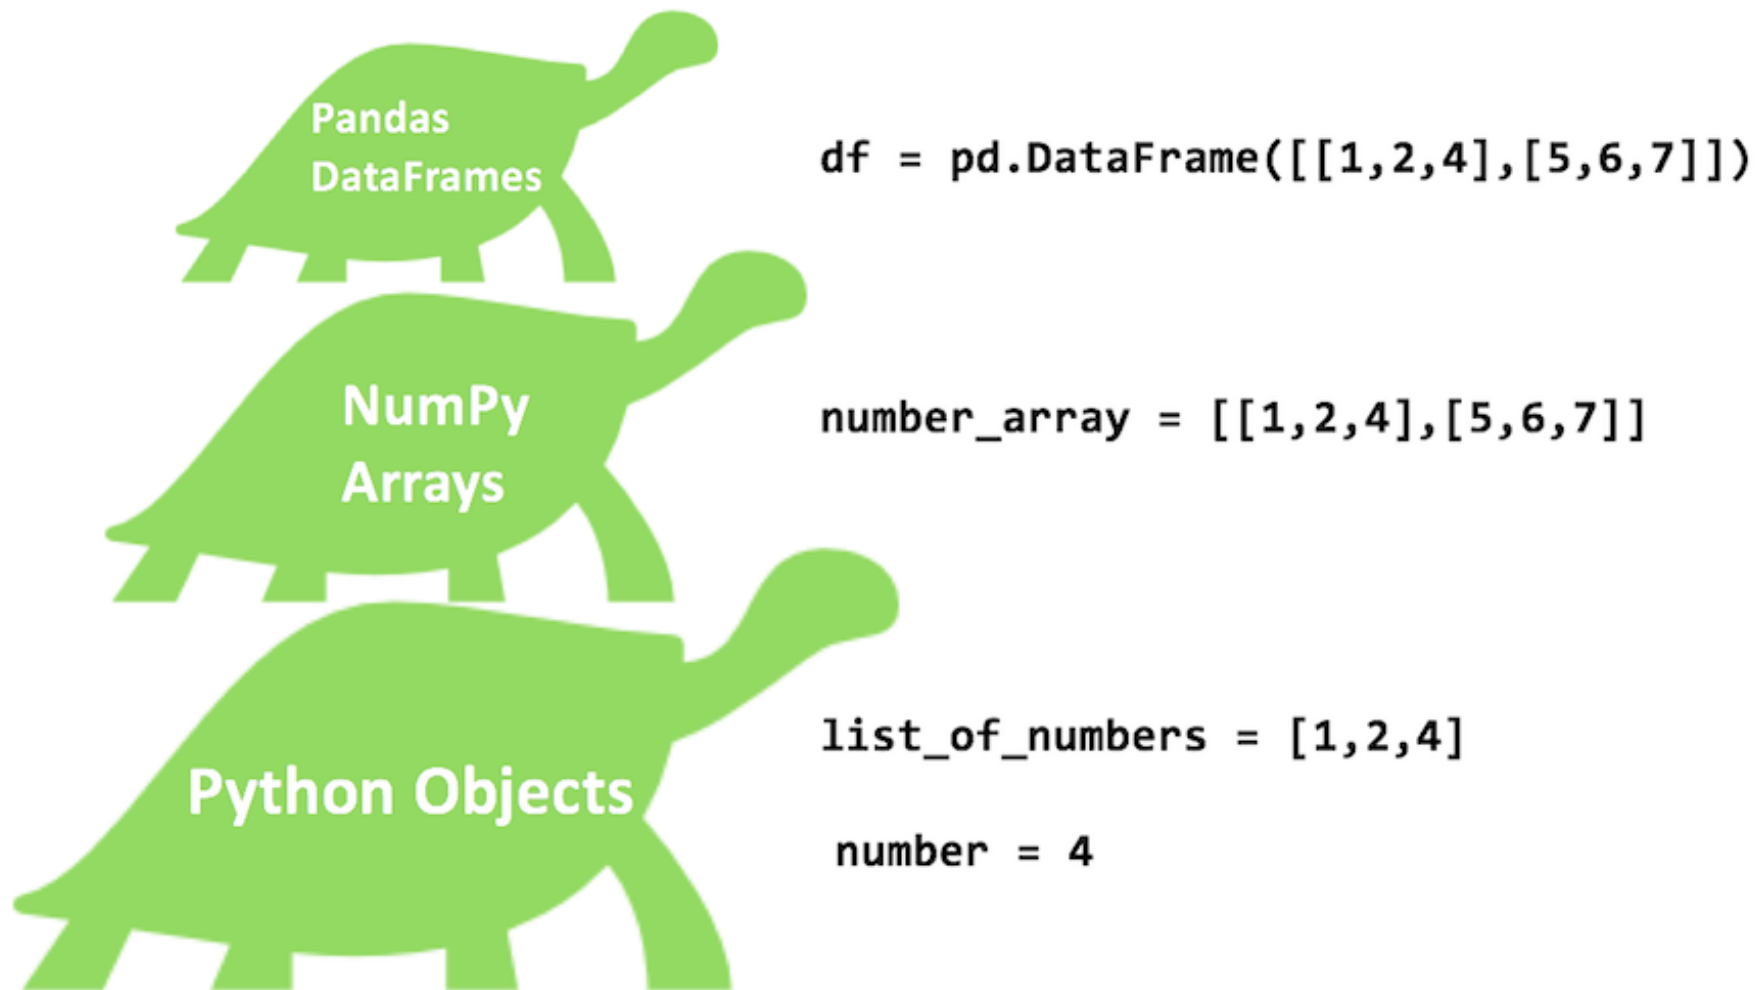 Pandas
DataFrames
df = pd.DataFrame([[1,2,4],[5,6,7]])
NumPy
Arrays
number_array = [[1,2,4],[5,6,7]]
Python Objects
list_of_numbers = [1,2,4]
number = 4